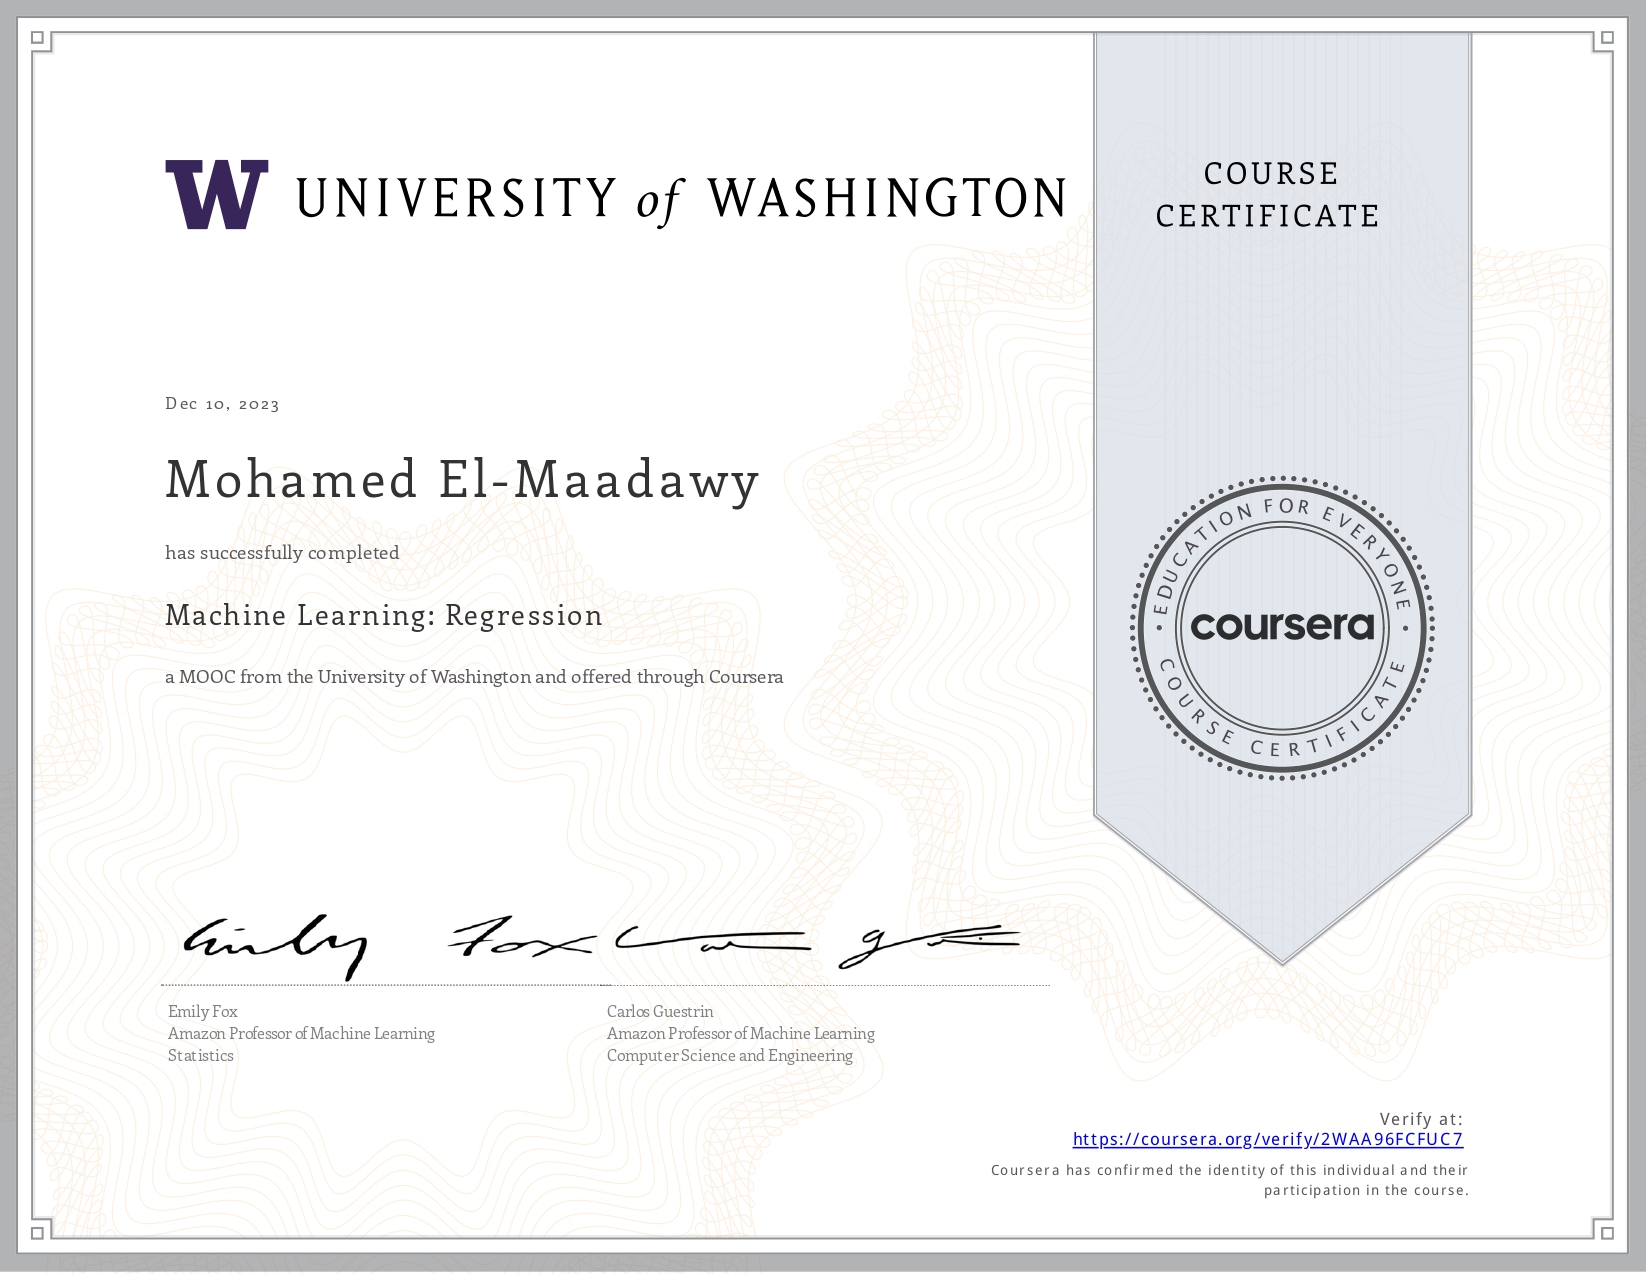 W UNIVERSITY of WASHINGTON
COURSE
CERTIFICATE
Dec 10, 2023
Mohamed El-Maadawy
has successfully completed
Machine Learning: Regression
a MOOC from the University of Washington and offered through Coursera
EDUCATION FOR EVERYONE
coursera
COURSE CERTIFICATE
Emily Fox
Carlos Guestrin
Emily Fox
Amazon Professor of Machine Learning
Statistics
Carlos Guestrin
Amazon Professor of Machine Learning
Computer Science and Engineering
Verify at:
https://coursera.org/verify/2WAA96FCFUC7
Coursera has confirmed the identity of this individual and their
participation in the course.